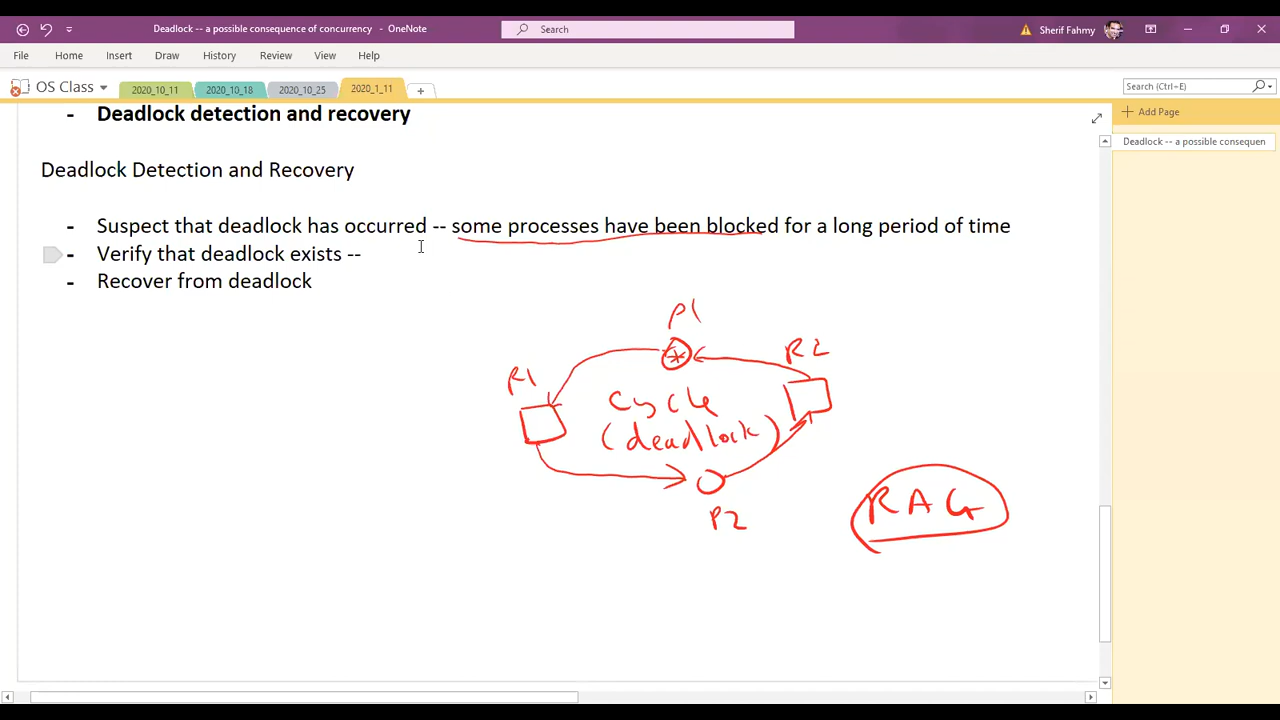 Deadlock -- a possible consequence of concurrency - OneNote
Search
Sherif Fahmy
File Home Insert Draw History Review View Help
OS Class 2020_10_11 2020_10_18 2020_10_25 2020_1_11
Search (Ctrl+E)
Add Page
Deadlock -- a possible consequen
- Deadlock detection and recovery
Deadlock Detection and Recovery
- Suspect that deadlock has occurred -- some processes have been blocked for a long period of time
- Verify that deadlock exists --
- Recover from deadlock
P1
R2
R1
cycle
(deadlock)
P2
RAG